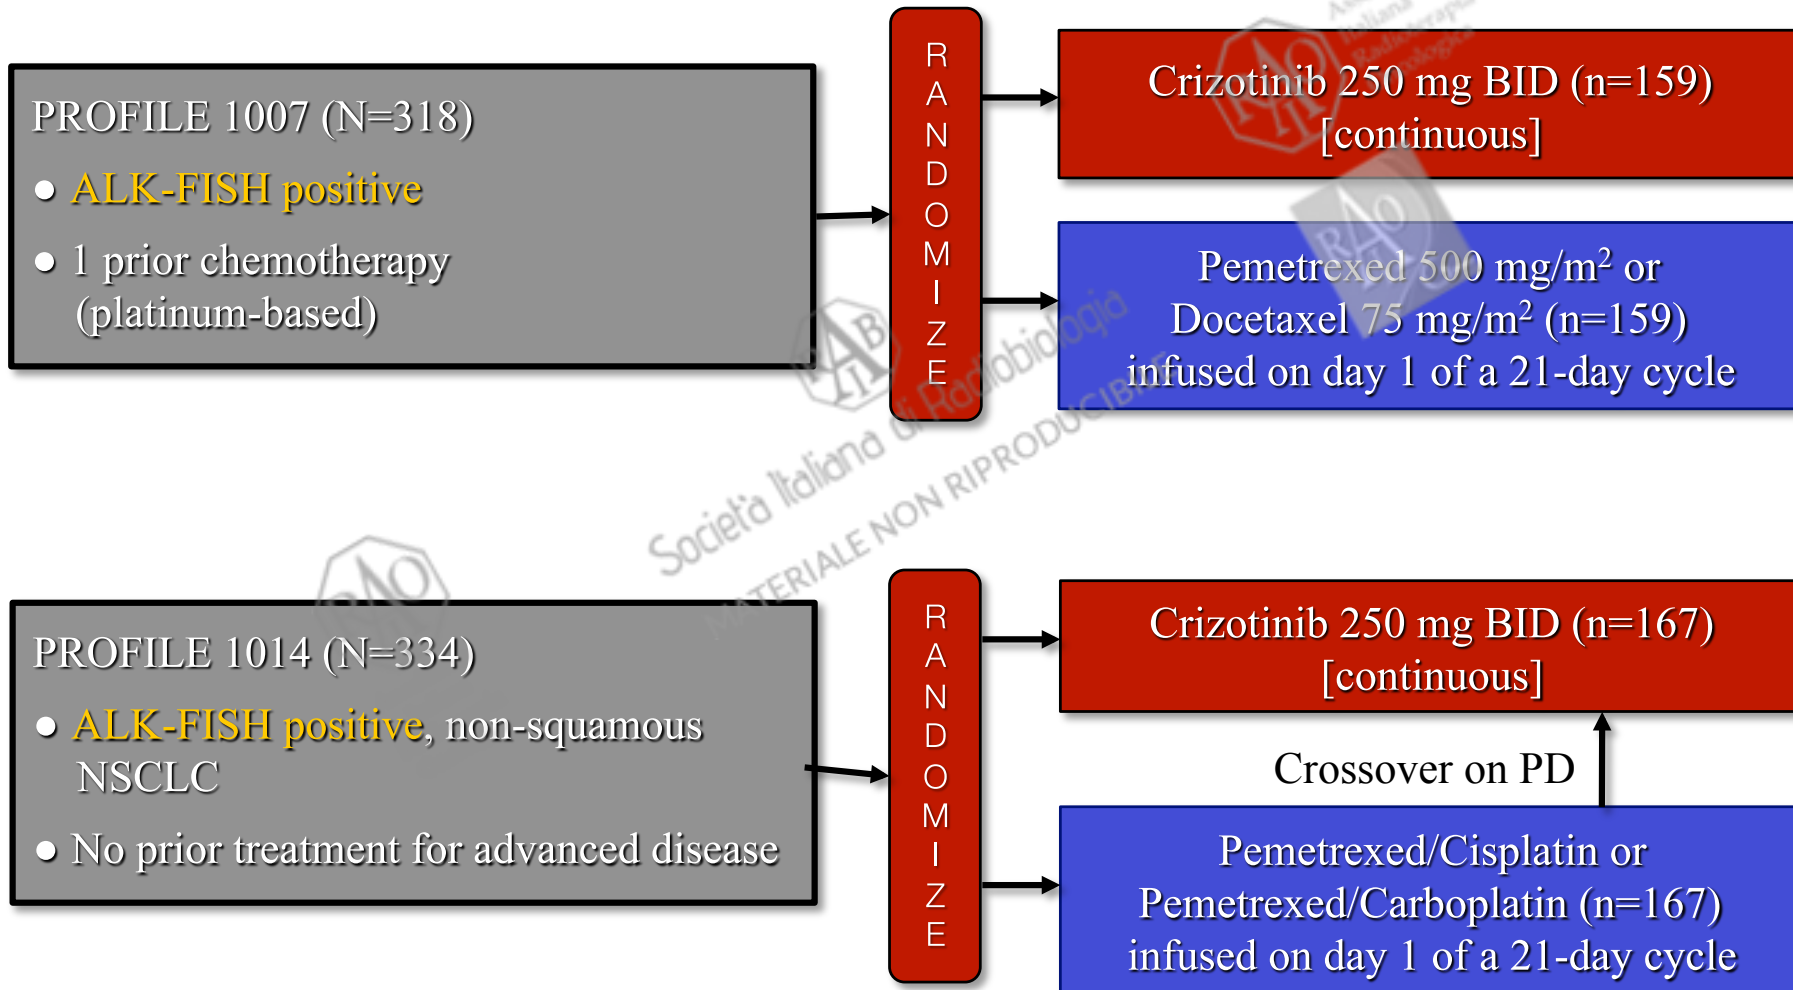 PROFILE 1007 (N=318)
● ALK-FISH positive
● 1 prior chemotherapy
(platinum-based)
RANDOMIZE
Crizotinib 250 mg BID (n=159)
[continuous]
Pemetrexed 500 mg/m² or
Docetaxel 75 mg/m² (n=159)
infused on day 1 of a 21-day cycle
Società Italiana di Radiobiologia
MATERIALE NON RIPRODUCIBILE
PROFILE 1014 (N=334)
● ALK-FISH positive, non-squamous
NSCLC
● No prior treatment for advanced disease
RANDOMIZE
Crizotinib 250 mg BID (n=167)
[continuous]
Crossover on PD
Pemetrexed/Cisplatin or
Pemetrexed/Carboplatin (n=167)
infused on day 1 of a 21-day cycle